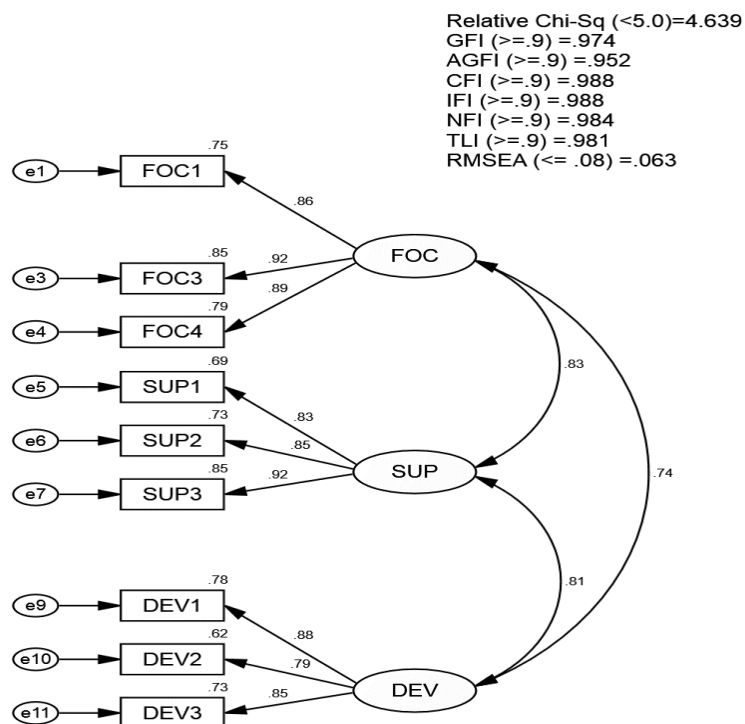 Relative Chi-Sq (<5.0)=4.639
GFI (>=.9) =.974
AGFI (>=.9) =.952
CFI (>=.9) =.988
IFI (>=.9) =.988
NFI (>=.9) =.984
TLI (>=.9) =.981
RMSEA (<= .08) =.063
.75
e1 FOC1
.86
FOC
.85
.92
e3 FOC3
.89
.79
e4 FOC4
.69
.83
e5 SUP1
.83
.73
e6 SUP2
.85
SUP
.74
.85
.92
e7 SUP3
.81
.78
e9 DEV1
.88
.62
e10 DEV2
.79
DEV
.73
.85
e11 DEV3